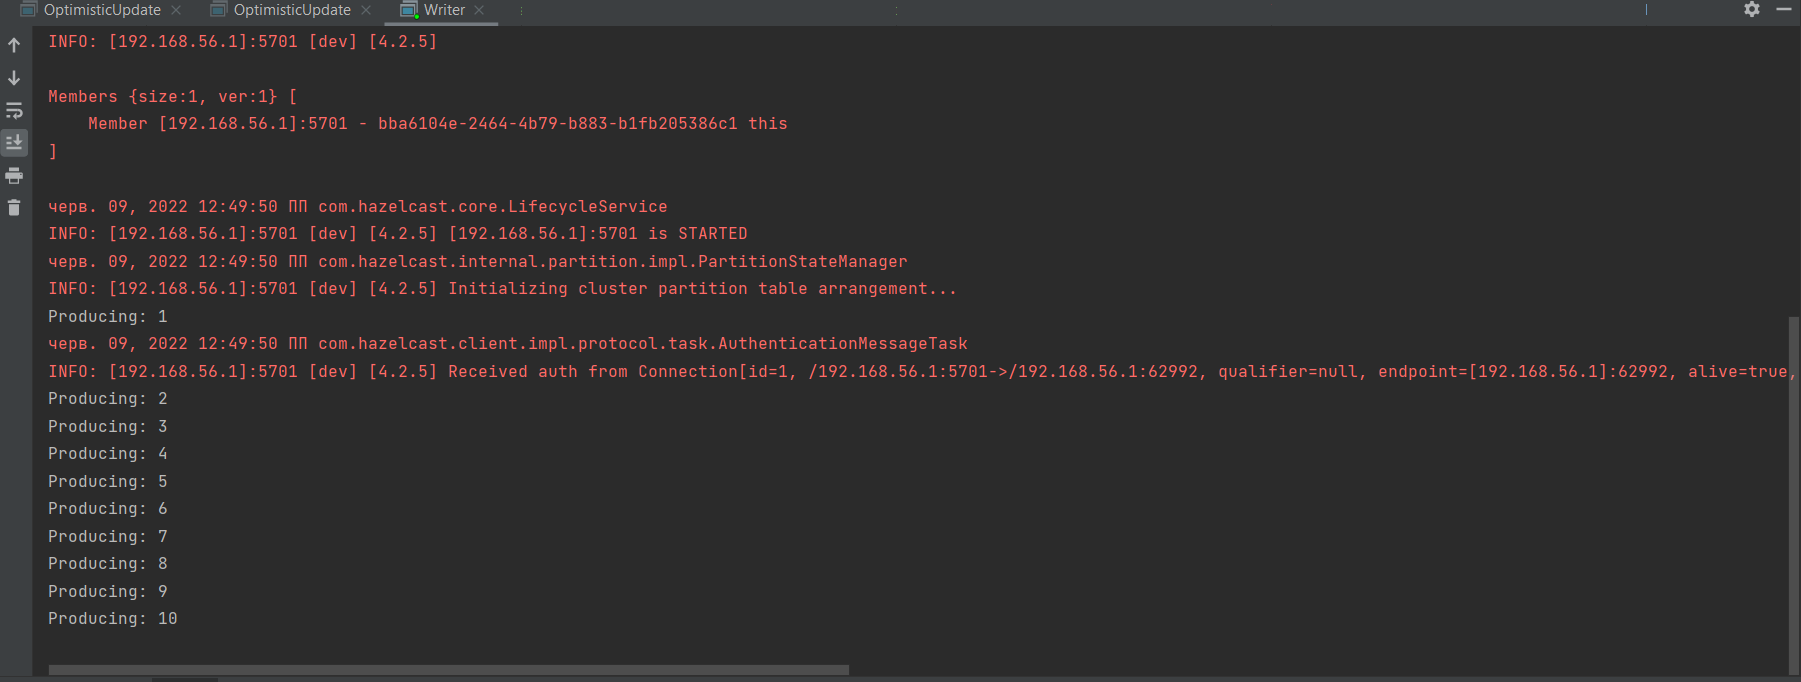 OptimisticUpdate OptimisticUpdate Writer
INFO: [192.168.56.1]:5701 [dev] [4.2.5]
Members {size:1, ver:1} [
    Member [192.168.56.1]:5701 - bba6104e-2464-4b79-b883-b1fb205386c1 this
]
черв. 09, 2022 12:49:50 ПП com.hazelcast.core.LifecycleService
INFO: [192.168.56.1]:5701 [dev] [4.2.5] [192.168.56.1]:5701 is STARTED
черв. 09, 2022 12:49:50 ПП com.hazelcast.internal.partition.impl.PartitionStateManager
INFO: [192.168.56.1]:5701 [dev] [4.2.5] Initializing cluster partition table arrangement...
Producing: 1
черв. 09, 2022 12:49:50 ПП com.hazelcast.client.impl.protocol.task.AuthenticationMessageTask
INFO: [192.168.56.1]:5701 [dev] [4.2.5] Received auth from Connection[id=1, /192.168.56.1:5701->/192.168.56.1:62992, qualifier=null, endpoint=[192.168.56.1]:62992, alive=true,
Producing: 2
Producing: 3
Producing: 4
Producing: 5
Producing: 6
Producing: 7
Producing: 8
Producing: 9
Producing: 10